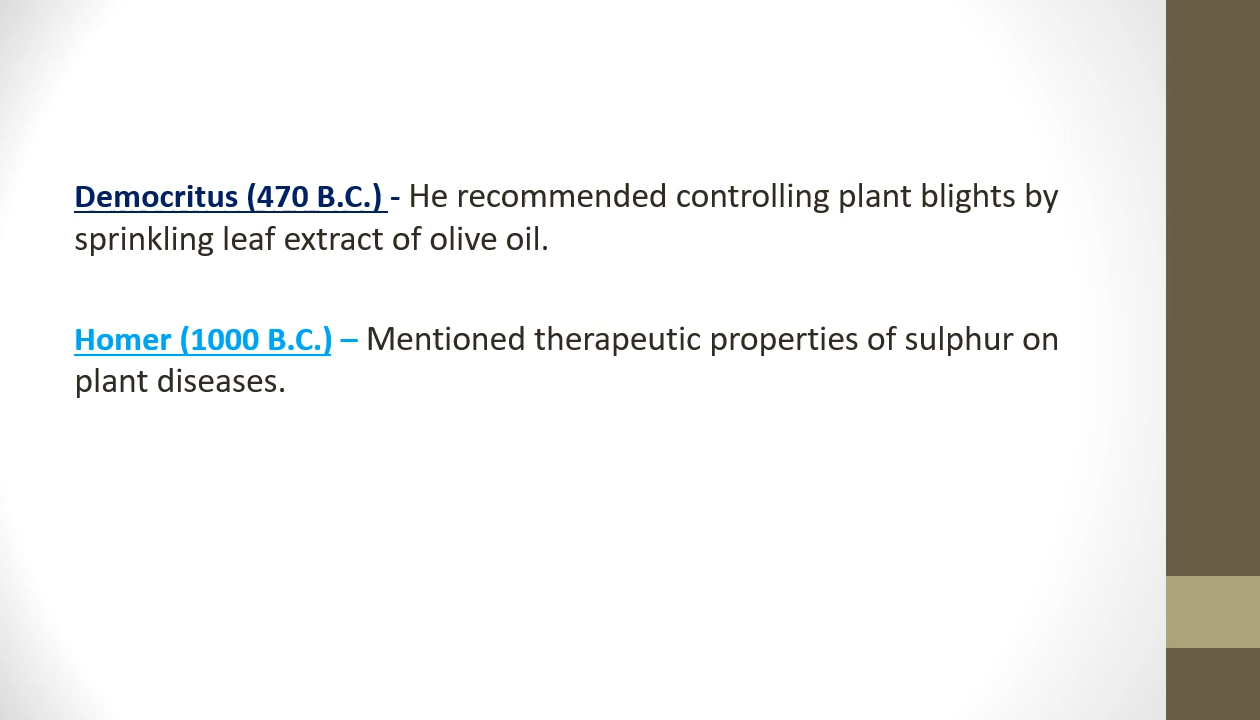 Democritus (470 B.C.) - He recommended controlling plant blights by
sprinkling leaf extract of olive oil.
Homer (1000 B.C.) – Mentioned therapeutic properties of sulphur on
plant diseases.